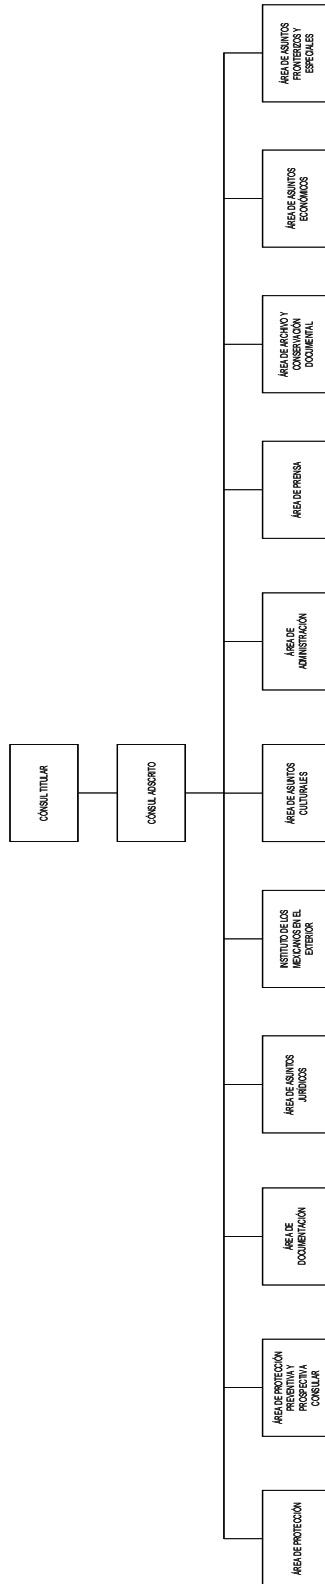 CÓNSUL TITULAR
CÓNSUL ADSCRITO
ÁREA DE PROTECCIÓN
ÁREA DE PROTECCIÓN
PREVENTIVA Y
PROSPECTIVA
CONSULAR
ÁREA DE
DOCUMENTACIÓN
ÁREA DE ASUNTOS
JURÍDICOS
INSTITUTO DE LOS
MEXICANOS EN EL
EXTERIOR
ÁREA DE ASUNTOS
CULTURALES
ÁREA DE
ADMINISTRACIÓN
ÁREA DE PRENSA
ÁREA DE ARCHIVO Y
CONSERVACIÓN
DOCUMENTAL
ÁREA DE ASUNTOS
ECONÓMICOS
ÁREA DE ASUNTOS
FRONTERIZOS Y
ESPECIALES